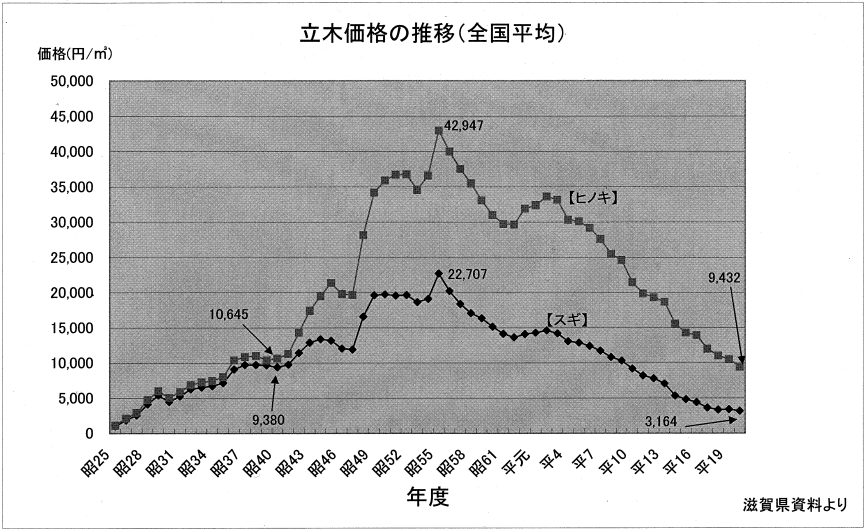 立木価格の推移(全国平均)
価格(円/㎥)
50,000
45,000
40,000
35,000
30,000
25,000
20,000
15,000
10,000
5,000
0
42,947
【ヒノキ】
22,707
【スギ】
10,645
9,380
9,432
3,164
昭25
昭28
昭31
昭34
昭37
昭40
昭43
昭46
昭49
昭52
昭55
昭58
昭61
平元
平4
平7
平10
平13
平16
平19
年度
滋賀県資料より